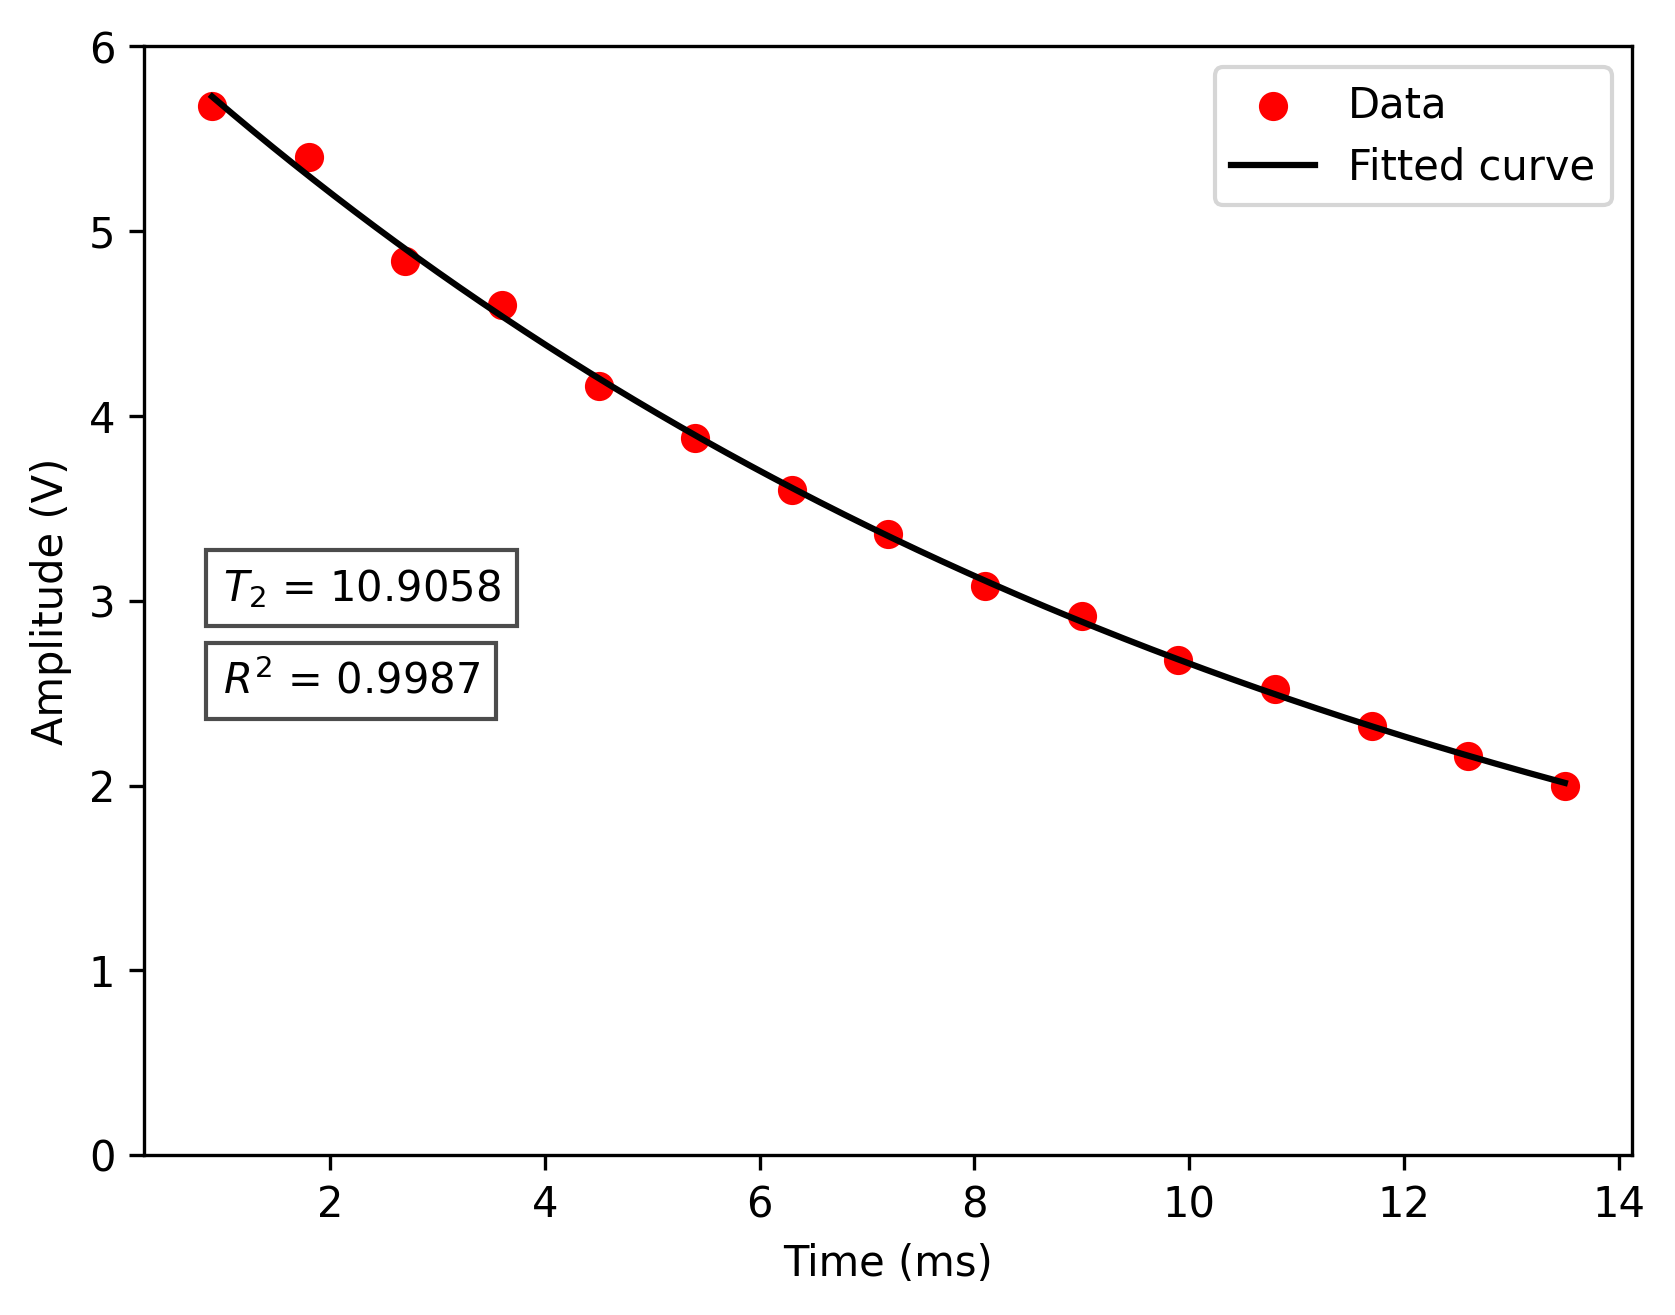 6
5
4
3
2
1
0
Amplitude (V)
Data
Fitted curve
T₂ = 10.9058
R² = 0.9987
2 4 6 8 10 12 14
Time (ms)